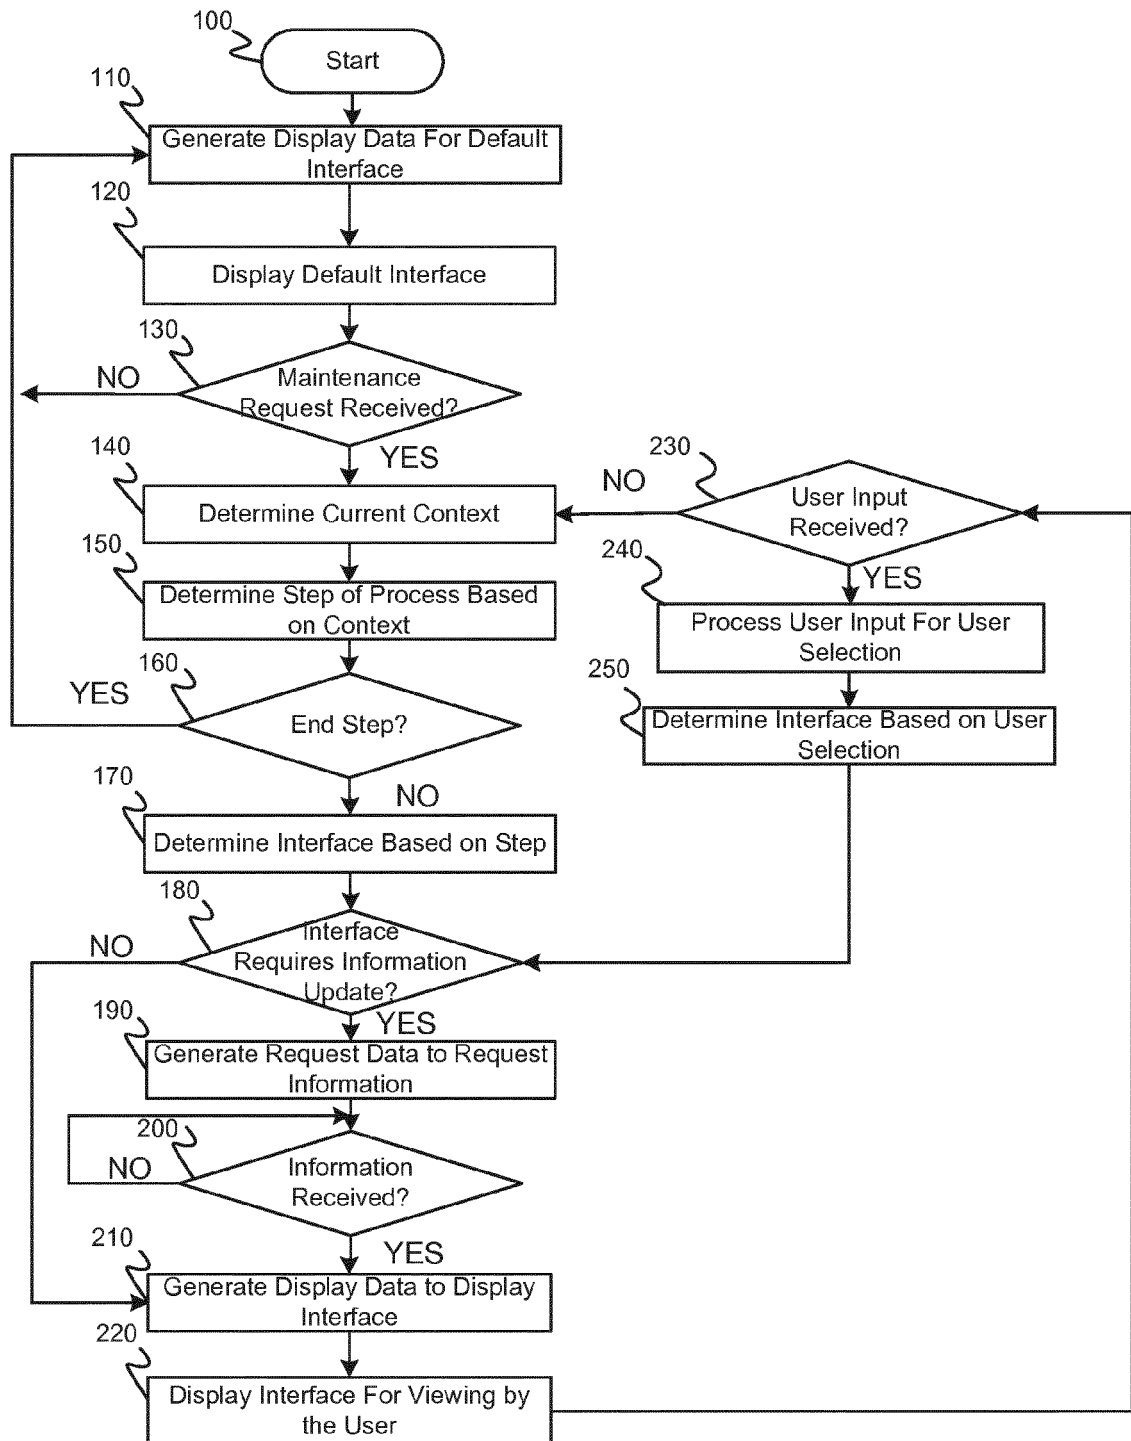 100
Start
110
Generate Display Data For Default
Interface
120
Display Default Interface
130
NO
Maintenance
Request Received?
YES
140
Determine Current Context
230
NO
User Input
Received?
YES
150
Determine Step of Process Based
on Context
240
Process User Input For User
Selection
160
YES
End Step?
NO
250
Determine Interface Based on User
Selection
170
Determine Interface Based on Step
180
NO
Interface
Requires Information
Update?
YES
190
Generate Request Data to Request
Information
200
NO
Information
Received?
YES
210
Generate Display Data to Display
Interface
220
Display Interface For Viewing by
the User